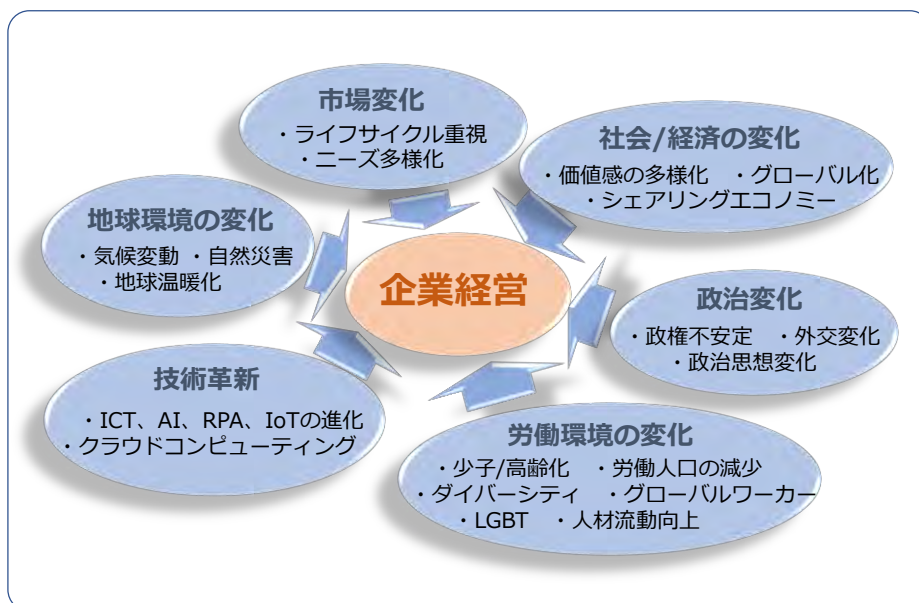 市場変化
・ライフサイクル重視
・ニーズ多様化
社会/経済の変化
・価値感の多様化　・グローバル化
・シェアリングエコノミー
地球環境の変化
・気候変動 ・自然災害
・地球温暖化
企業経営
政治変化
・政権不安定　・外交変化
・政治思想変化
技術革新
・ICT、AI、RPA、IoTの進化
・クラウドコンピューティング
労働環境の変化
・少子/高齢化　・労働人口の減少
・ダイバーシティ　・グローバルワーカー
・LGBT　・人材流動向上